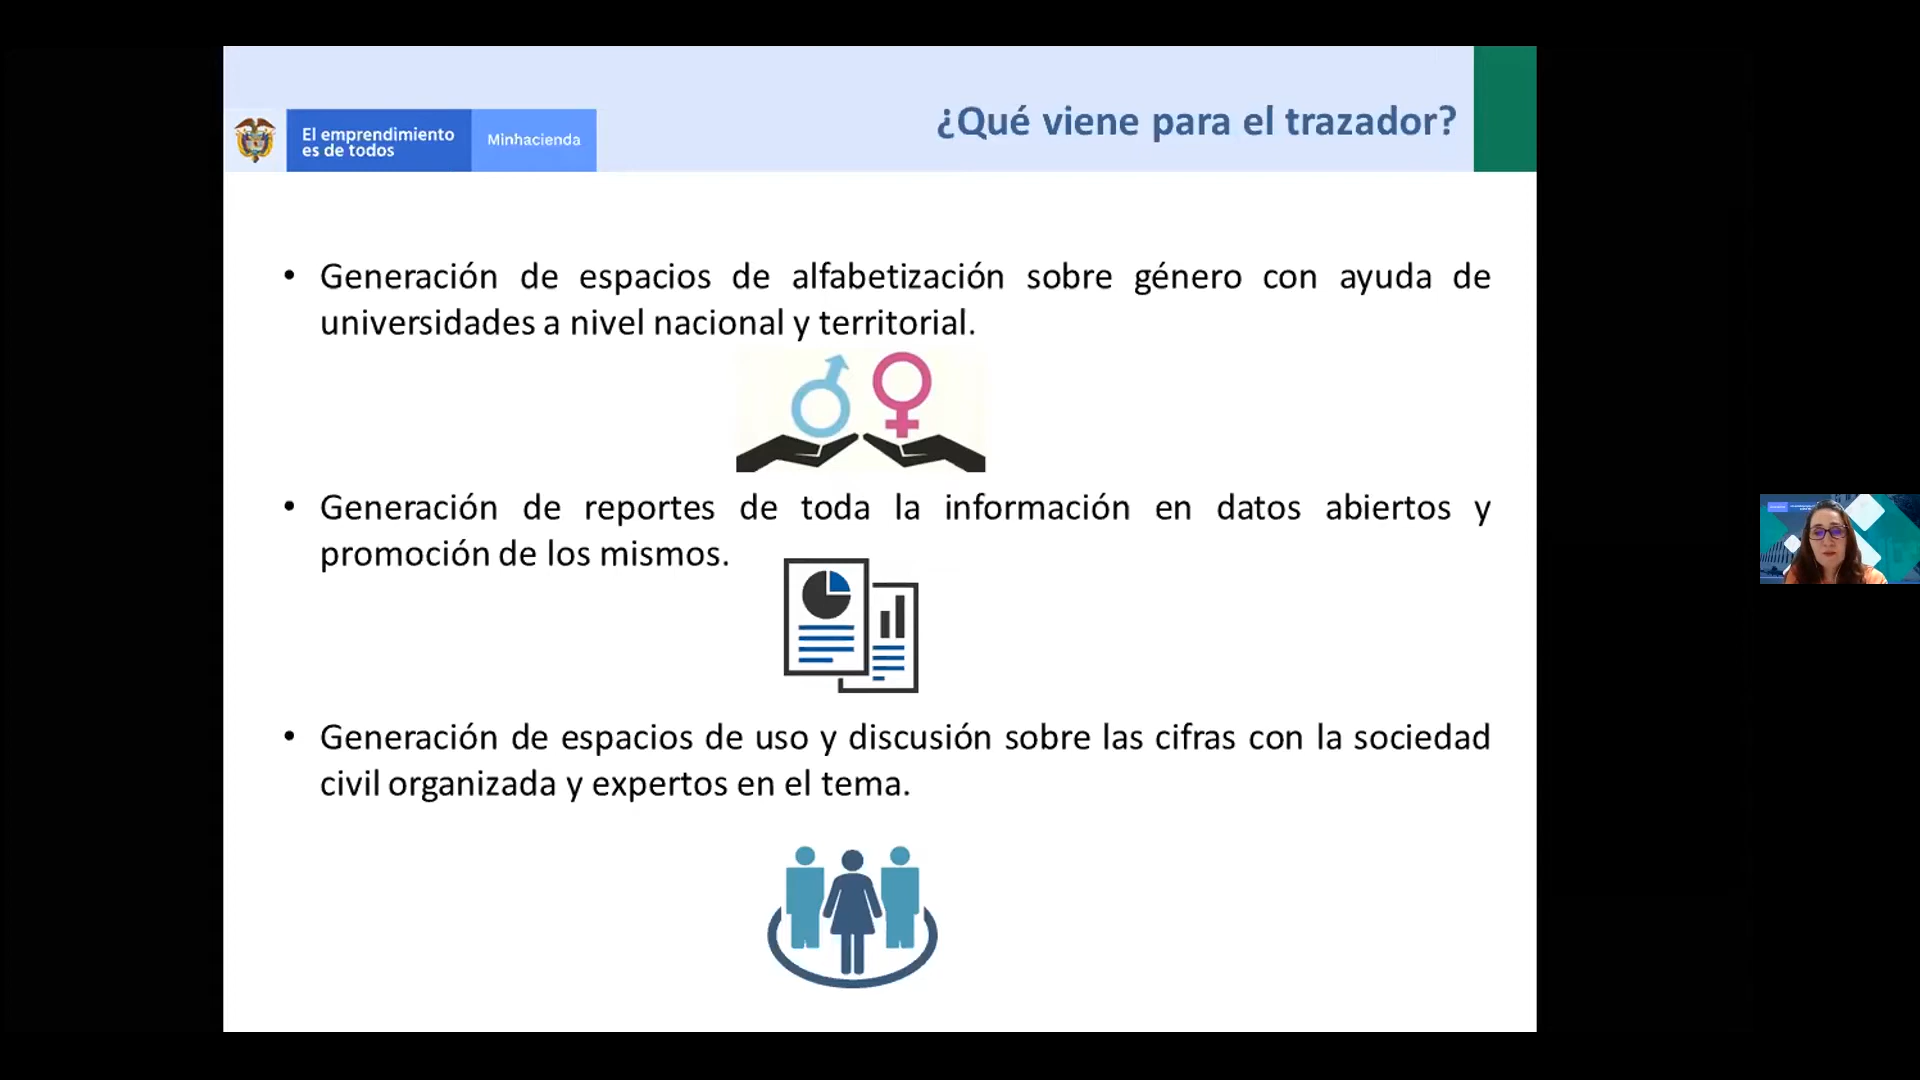 ¿Qué viene para el trazador?
El emprendimiento
es de todos
Minhacienda
• Generación de espacios de alfabetización sobre género con ayuda de
universidades a nivel nacional y territorial.
• Generación de reportes de toda la información en datos abiertos y
promoción de los mismos.
• Generación de espacios de uso y discusión sobre las cifras con la sociedad
civil organizada y expertos en el tema.